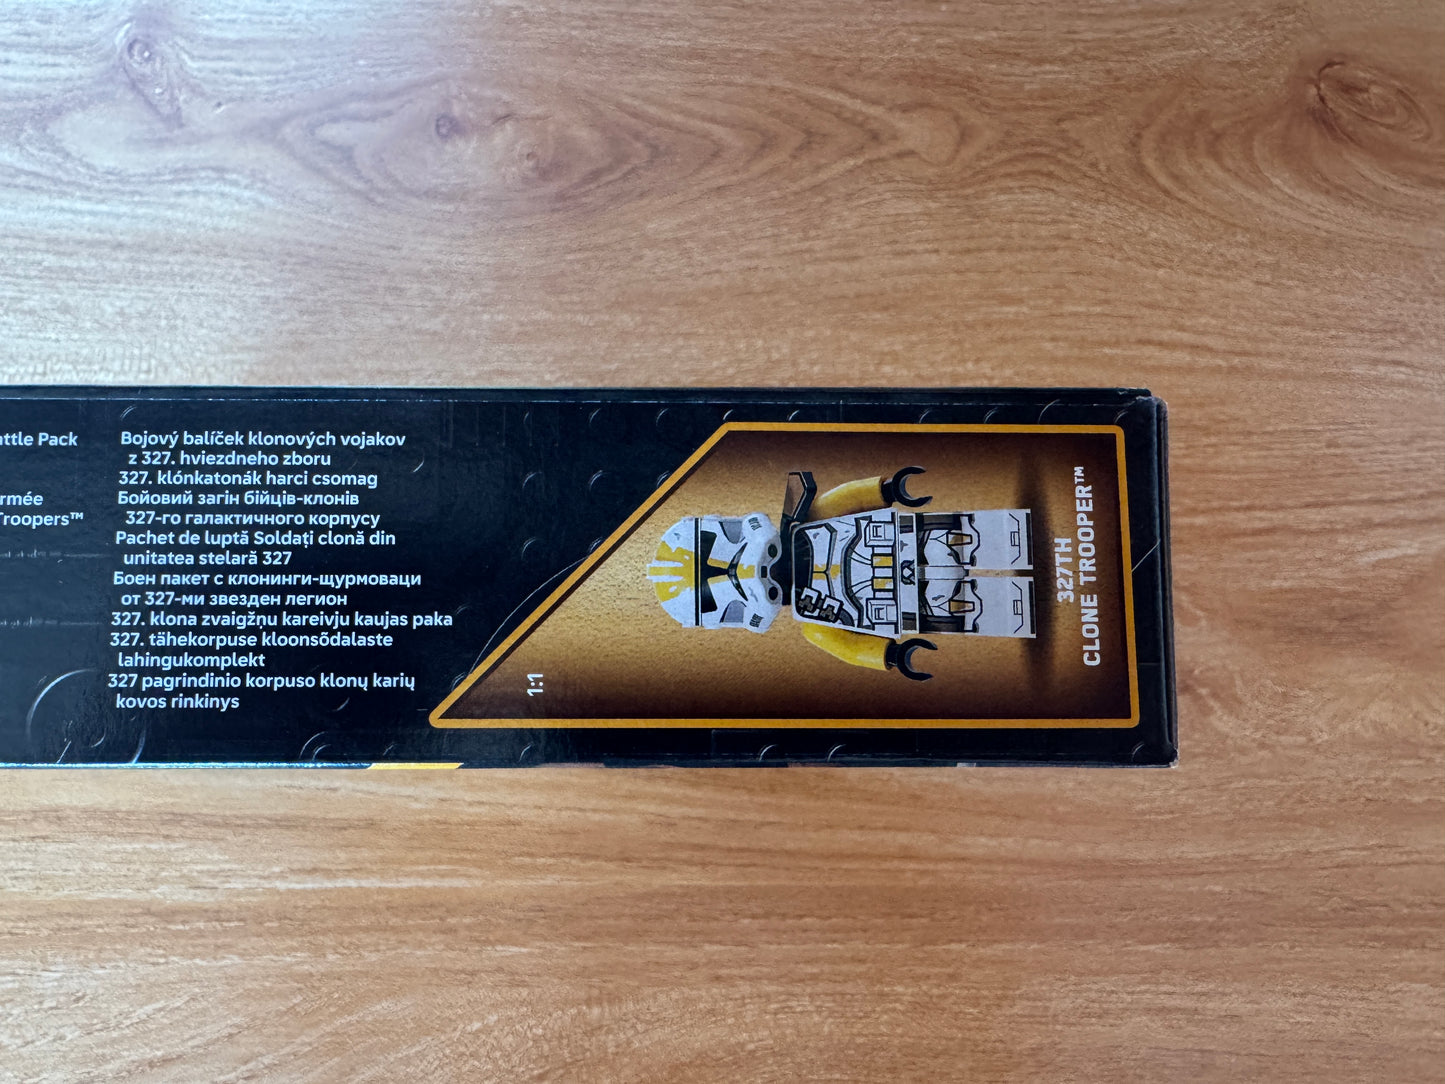 attle Pack
rmée
Troopers™
Bojový balíček klonových vojakov
z 327. hviezdneho zboru
327. klónkatonák harci csomag
Бойовий загін бійців-клонів
327-го галактичного корпусу
Pachet de luptă Soldați clonă din
unitatea stelară 327
Боен пакет с клонинги-щурмоваци
от 327-ми звезден легион
327. klona zvaigžņu kareivju kaujas paka
327. tähekorpuse kloonsõdalaste
lahingukomplekt
327 pagrindinio korpuso klonų karių
kovos rinkinys
1:1
327TH
CLONE TROOPER™